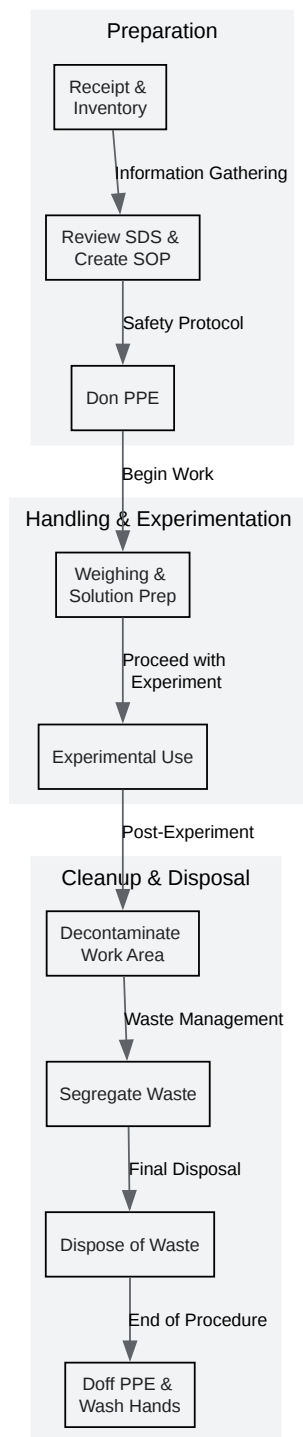 Preparation
Receipt &
Inventory
Information Gathering
Review SDS &
Create SOP
Safety Protocol
Don PPE
Begin Work
Handling & Experimentation
Weighing &
Solution Prep
Proceed with
Experiment
Experimental Use
Post-Experiment
Cleanup & Disposal
Decontaminate
Work Area
Waste Management
Segregate Waste
Final Disposal
Dispose of Waste
End of Procedure
Doff PPE &
Wash Hands